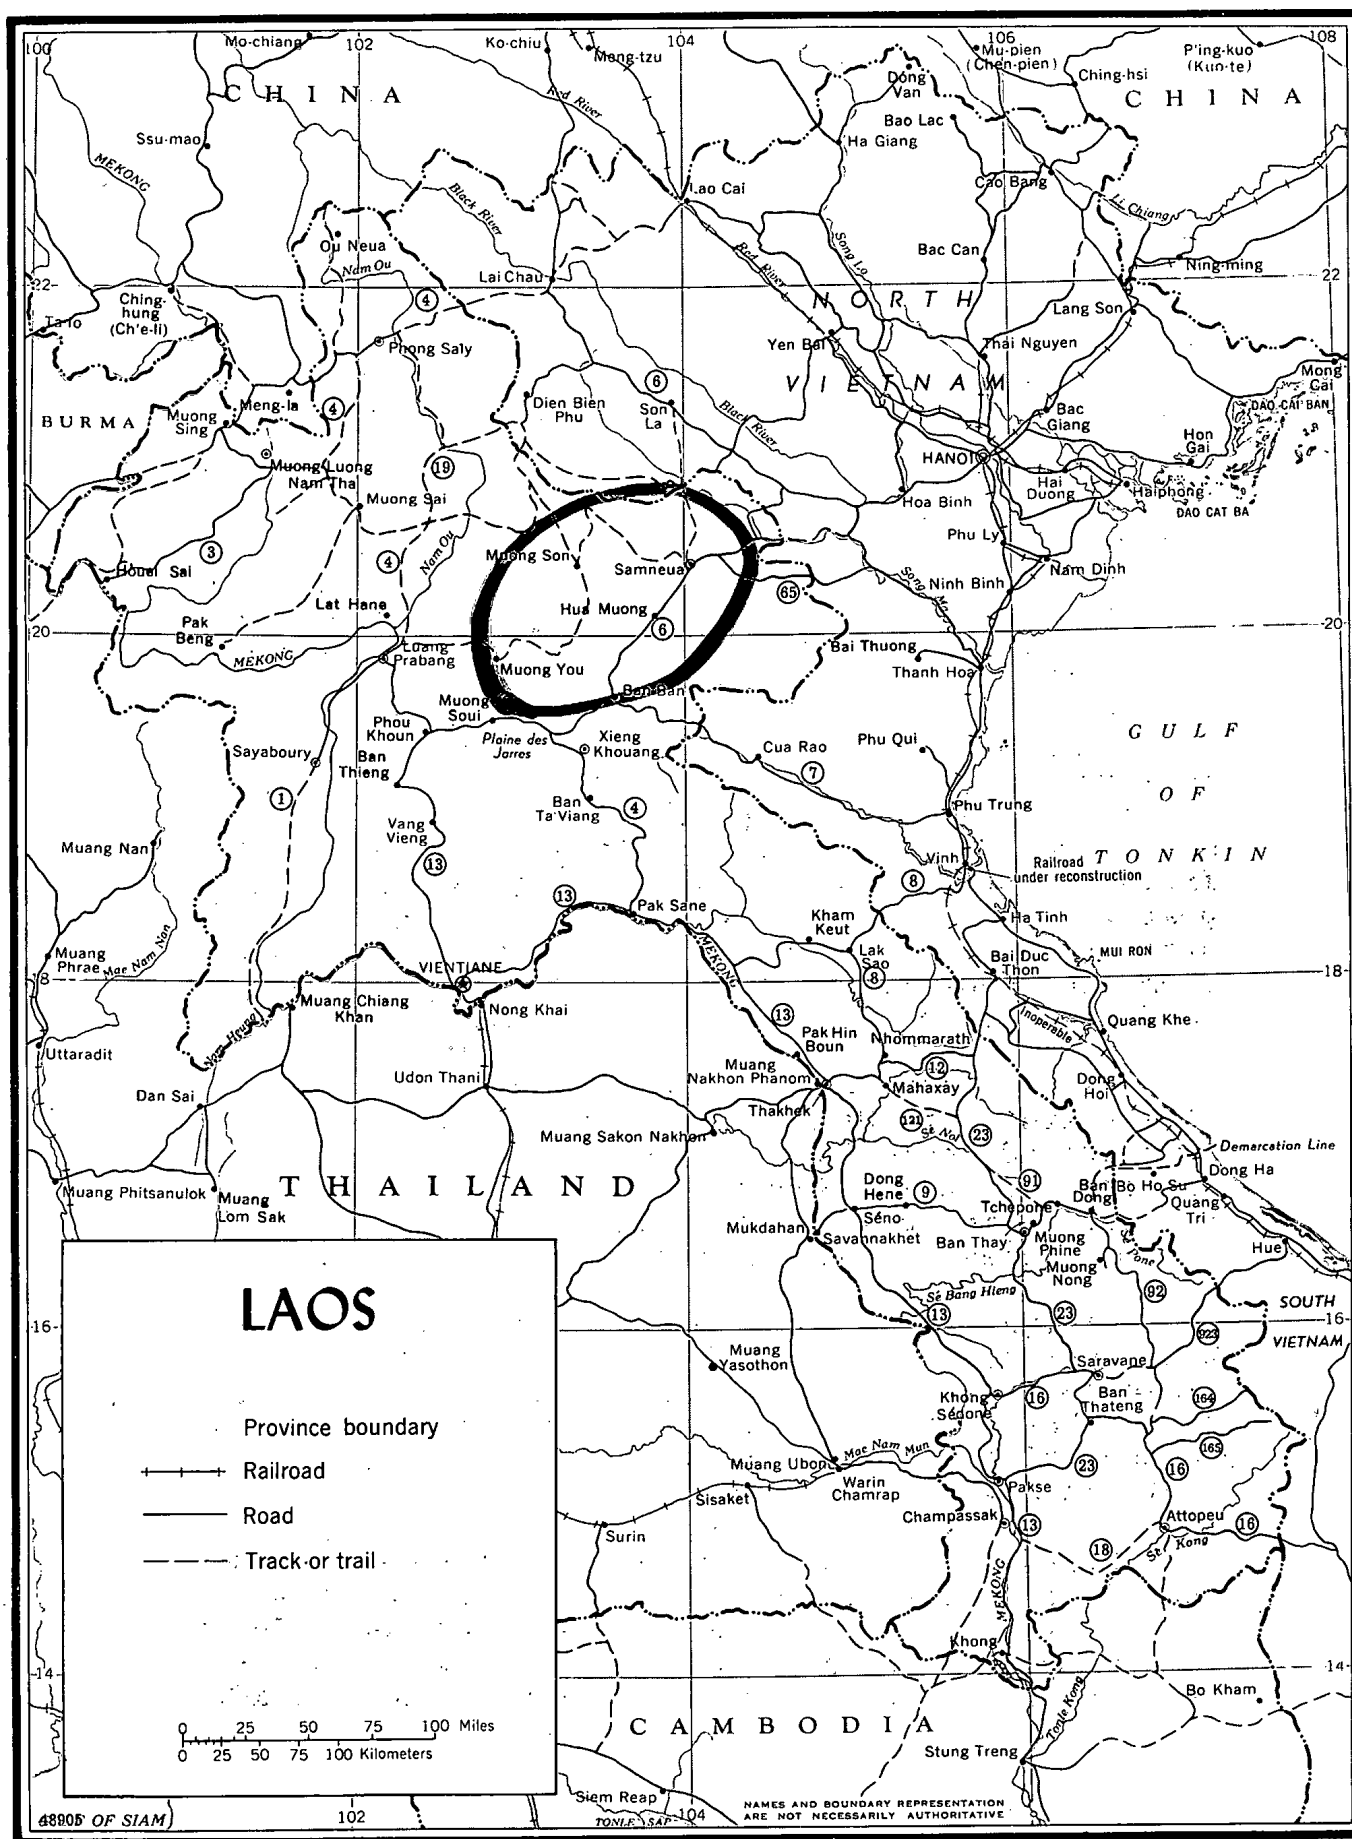 100
102
104
106
108
Mo-chiang
Ko-chiu
Meng-tzu
Mu-pien
(Chen-pien)
P'ing-kuo
(Kuo-te)
Ching-hsi
CHINA
CHINA
Red River
Dong
Van
Bao Lac
Ha Giang
Ssu-mao
MEKONG
Black River
Lao Cai
Cao Bang
Li Chiang
Ou Neua
Nam Ou
Lai Chau
Red River
Song Lo
Bac Can
Ning-ming
22
22
Ching-
hung
(Ch'e-li)
Ta-lo
4
NORTH
Lang Son
Phong Saly
Yen Bai
Thai Nguyen
VIETNAM
Mong
Cai
DAO CAI BAN
BURMA
Muong
Sing
Meng-la
4
Dien Bien
Phu
6
Son
La
Black River
Bac
Giang
Hon
Gai
HANOI
Muong Luong
Nam Tha
19
Muong Sai
Hai
Duong
Haiphong
DAO CAT BA
Hoa Binh
Phu Ly
3
4
Nam Ou
Muong Son
Samneua
Houei Sai
Song Ma
Ninh Binh
Nam Dinh
65
Lat Hane
Hua Muong
6
Pak
Beng
20
20
MEKONG
Luang
Prabang
Muong You
Bai Thuong
Thanh Hoa
Ban Ban
Muong
Soui
Phou
Khoun
Plaine des
Jarres
Xieng
Khouang
Cua Rao
Phu Qui
GULF
OF
TONKIN
Sayaboury
Ban
Thieng
7
1
Ban
Ta Viang
4
Phu Trung
Vang
Vieng
Muang Nan
13
Vinh
Railroad
under reconstruction
8
13
Pak Sane
Kham
Keut
Ha Tinh
Muang
Phrae
Mae Nam Nan
MEKONG
Lak
Sao
8
Bai Duc
Thon
MUI RON
18
18
VIENTIANE
Muang Chiang
Khan
Nong Khai
Nam Heung
13
Pak Hin
Boun
Nhommarath
Inoperable
Quang Khe
Uttaradit
Udon Thani
Muang
Nakhon Phanom
12
Mahaxay
Dong
Hoi
Dan Sai
Thakhek
121
Se Noi
23
Muang Sakon Nakhon
Demarcation Line
THAILAND
Muang Phitsanulok
Muang
Lom Sak
Dong
Hene
9
Séno
91
Tchepone
Ban
Dong
Bo Ho Su
Dong Ha
Quang
Tri
Mukdahan
Savannakhet
Ban Thay
Muong
Phine
Muong
Nong
Se Pone
Hue
Se Bang Hieng
92
13
23
SOUTH
VIETNAM
16
16
923
Muang
Yasothon
Saravane
Khong
Sédone
16
Ban
Thateng
164
165
Mae Nam Mun
Muang Ubon
Warin
Chamrap
23
16
Sisaket
Pakse
Surin
Champassak
13
Attopeu
16
18
Se Kong
MEKONG
Khong
14
14
Bo Kham
CAMBODIA
Tonle Kong
Stung Treng
Siem Reap
TONLE SAP
LAOS
Province boundary
Railroad
Road
Track or trail
0 25 50 75 100 Miles
0 25 50 75 100 Kilometers
102
104
NAMES AND BOUNDARY REPRESENTATION
ARE NOT NECESSARILY AUTHORITATIVE
OF SIAM)